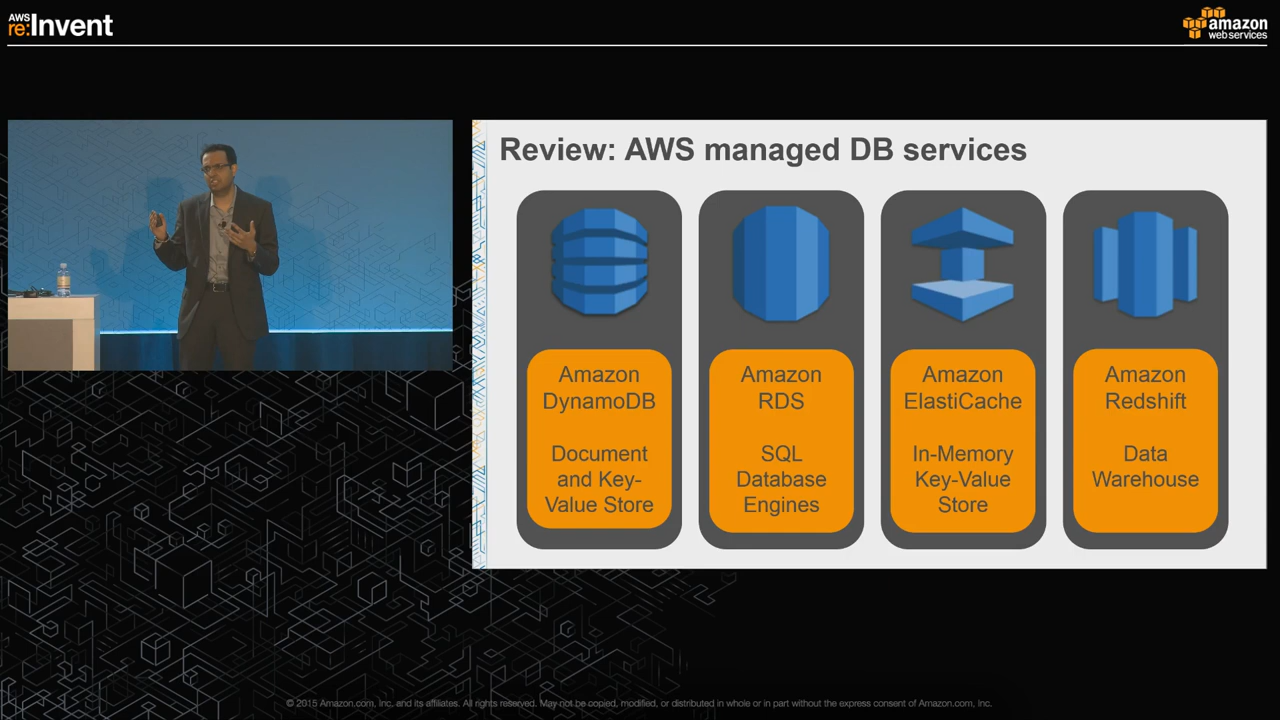 AWS
re:Invent
amazon
web services
Review: AWS managed DB services
Amazon
DynamoDB
Document
and Key-
Value Store
Amazon
RDS
SQL
Database
Engines
Amazon
ElastiCache
In-Memory
Key-Value
Store
Amazon
Redshift
Data
Warehouse
© 2015 Amazon.com, Inc. and its affiliates. All rights reserved. May not be copied, modified, or distributed in whole or in part without the express consent of Amazon.com, Inc.